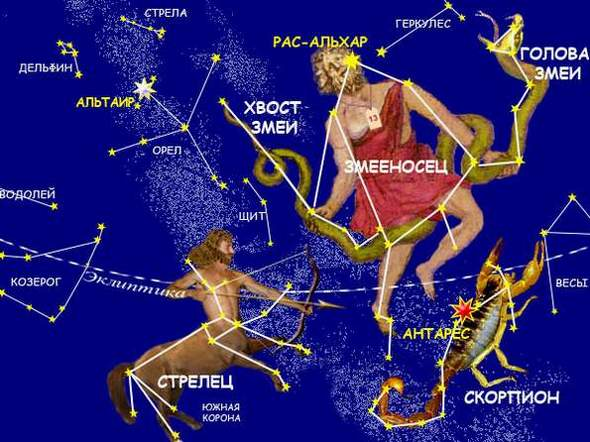 СТРЕЛА
ГЕРКУЛЕС
РАС-АЛЬХАР
ГОЛОВА
ЗМЕИ
ДЕЛЬФИН
АЛЬТАИР
ХВОСТ
ЗМЕИ
13
ОРЕЛ
ЗМЕЕНОСЕЦ
ВОДОЛЕЙ
ЩИТ
КОЗЕРОГ
Эклиптика
ВЕСЫ
АНТАРЕС
СТРЕЛЕЦ
СКОРПИОН
ЮЖНАЯ
КОРОНА